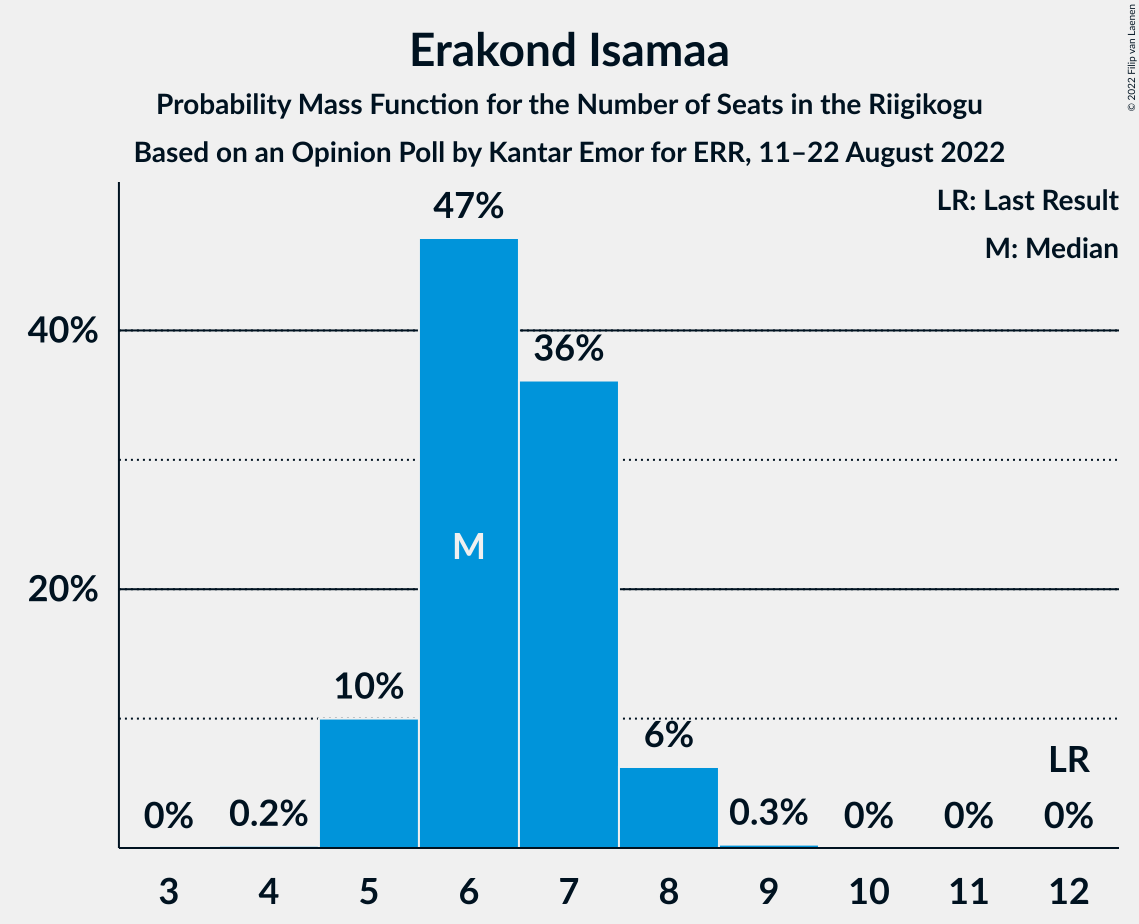 Erakond Isamaa
Probability Mass Function for the Number of Seats in the Riigikogu
Based on an Opinion Poll by Kantar Emor for ERR, 11–22 August 2022
© 2022 Filip van Laenen
LR: Last Result
M: Median
47%
40%
36%
M
20%
10%
6%
LR
0% 0.2% 0.3% 0% 0% 0%
3 4 5 6 7 8 9 10 11 12